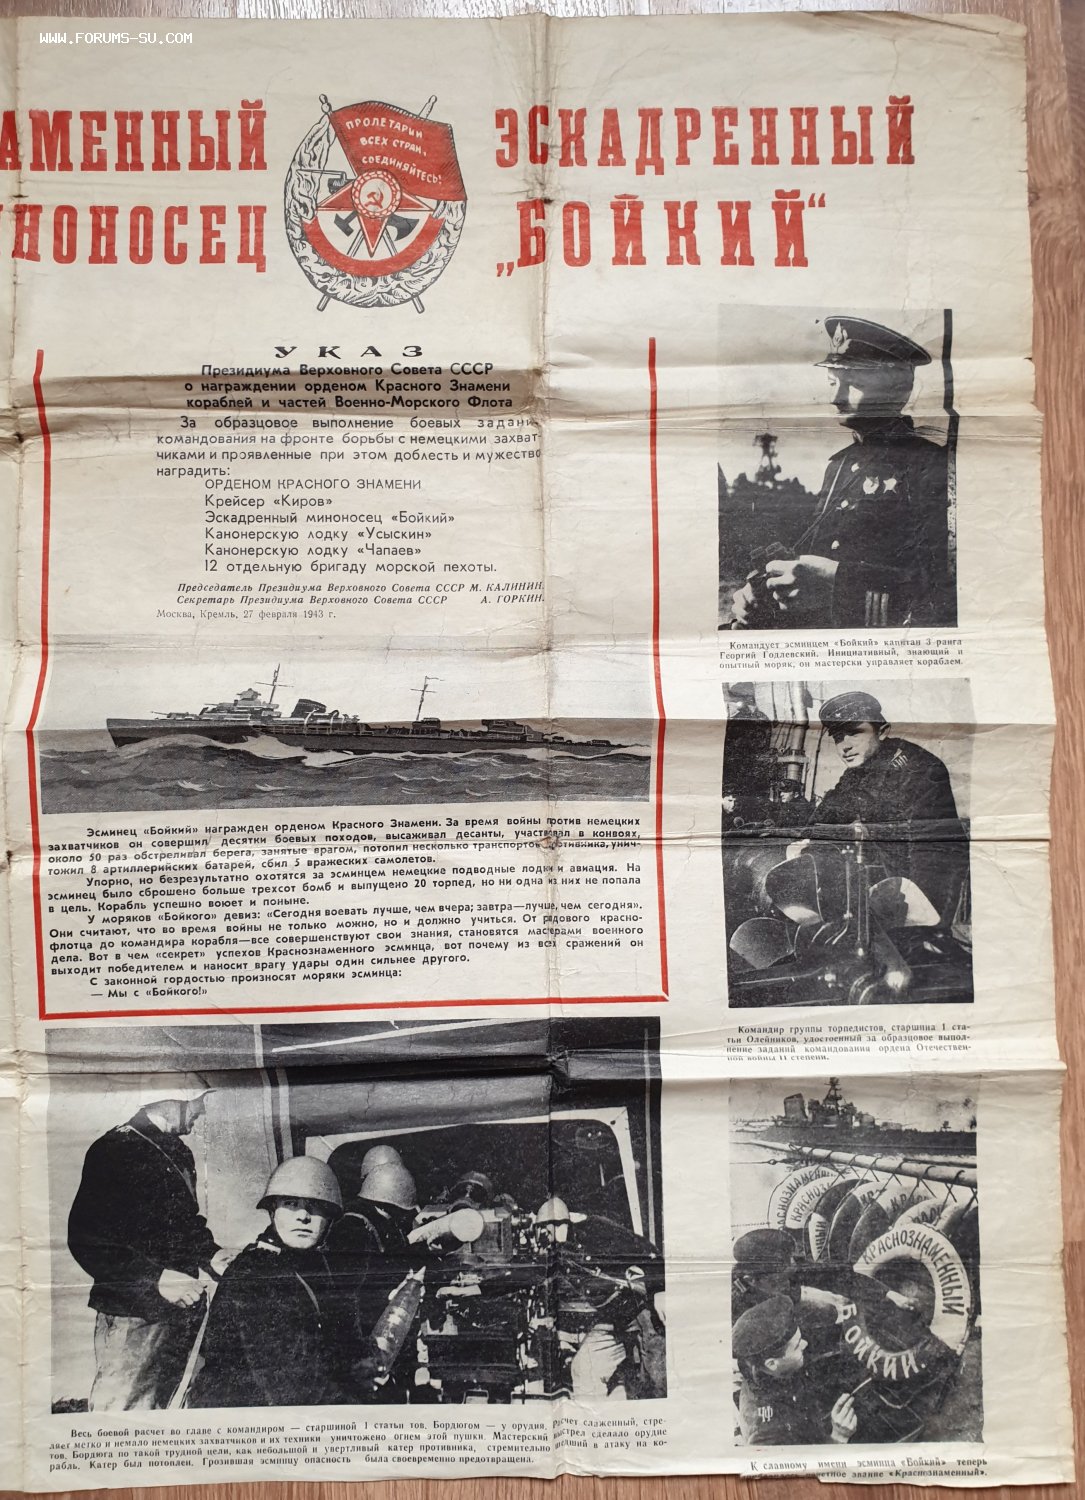 WWW.FORUMS-SU.COM
АМЕННЫЙ ЭСКАДРЕННЫЙ
НОНОСЕЦ „БОЙКИЙ“
ПРОЛЕТАРИИ
ВСЕХ СТРАН,
СОЕДИНЯЙТЕСЬ!
УКАЗ
Президиума Верховного Совета СССР
о награждении орденом Красного Знамени
кораблей и частей Военно-Морского Флота
За образцовое выполнение боевых задани
командования на фронте борьбы с немецкими захват-
чиками и проявленные при этом доблесть и мужество
наградить:
ОРДЕНОМ КРАСНОГО ЗНАМЕНИ
Крейсер «Киров»
Эскадренный миноносец «Бойкий»
Канонерскую лодку «Усыскин»
Канонерскую лодку «Чапаев»
12 отдельную бригаду морской пехоты.
Председатель Президиума Верховного Совета СССР М. КАЛИНИН.
Секретарь Президиума Верховного Совета СССР А. ГОРКИН.
Москва, Кремль, 27 февраля 1943 г.
Эсминец «Бойкий» награжден орденом Красного Знамени. За время войны против немецких
захватчиков он совершил десятки боевых походов, высаживал десанты, участвовал в конвоях,
около 50 раз обстреливал берега, занятые врагом, потопил несколько транспортов противника, унич-
тожил 8 артиллерийских батарей, сбил 5 вражеских самолетов.
Упорно, но безрезультатно охотятся за эсминцем немецкие подводные лодки и авиация. На
эсминец было сброшено больше трехсот бомб и выпущено 20 торпед, но ни одна из них не попала
в цель. Корабль успешно воюет и поныне.
У моряков «Бойкого» девиз: «Сегодня воевать лучше, чем вчера; завтра—лучше, чем сегодня».
Они считают, что во время войны не только можно, но и должно учиться. От рядового красно-
флотца до командира корабля—все совершенствуют свои знания, становятся мастерами военного
дела. Вот в чем «секрет» успехов Краснознаменного эсминца, вот почему из всех сражений он
выходит победителем и наносит врагу удары один сильнее другого.
С законной гордостью произносят моряки эсминца:
— Мы с «Бойкого!»
Командует эсминцем «Бойкий» капитан 3 ранга
Георгий Годлевский. Инициативный, знающий и
опытный моряк, он мастерски управляет кораблем.
Командир группы торпедистов, старшина 1 ста-
тьи Олейников, удостоенный за образцовое выпол-
нение заданий командования ордена Отечествен-
ной войны II степени.
КРАСНОЗНАМЕННЫЙ
БОЙКИЙ.
Весь боевой расчет во главе с командиром — старшиной 1 статьи тов. Бордюгом — у орудия. Расчет слаженный, стре-
ляет метко и немало немецких захватчиков и их техники уничтожено огнем этой пушки. Мастерский выстрел сделало орудие
тов. Бордюга по такой трудной цели, как небольшой и увертливый катер противника, стремительно шедший в атаку на ко-
рабль. Катер был потоплен. Грозившая эсминцу опасность была своевременно предотвращена.
К славному имени эсминца «Бойкий» теперь
почетное звание «Краснознаменный».